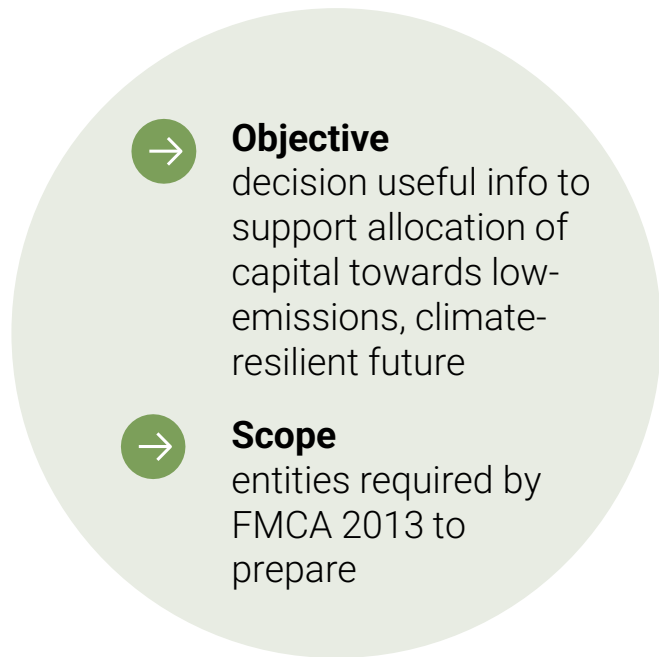 Objective
decision useful info to
support allocation of
capital towards low-
emissions, climate-
resilient future
Scope
entities required by
FMCA 2013 to
prepare